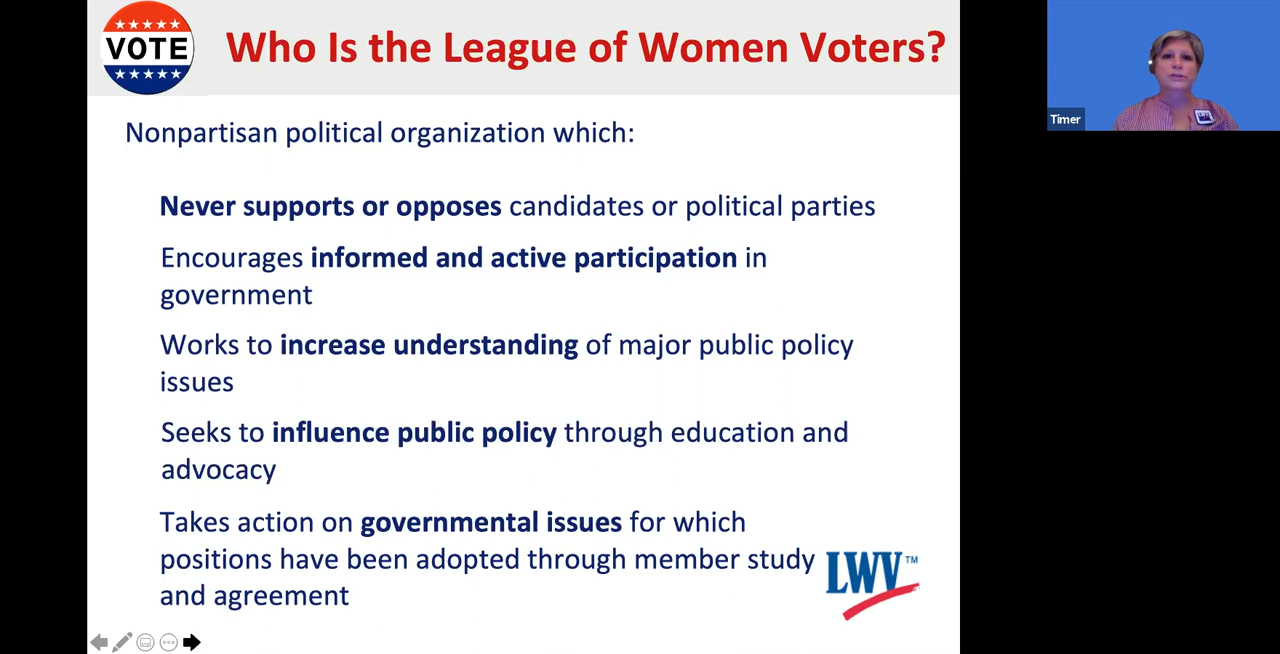 VOTE
Who Is the League of Women Voters?
Timer
Nonpartisan political organization which:
Never supports or opposes candidates or political parties
Encourages informed and active participation in
government
Works to increase understanding of major public policy
issues
Seeks to influence public policy through education and
advocacy
Takes action on governmental issues for which
positions have been adopted through member study
and agreement
LWV™